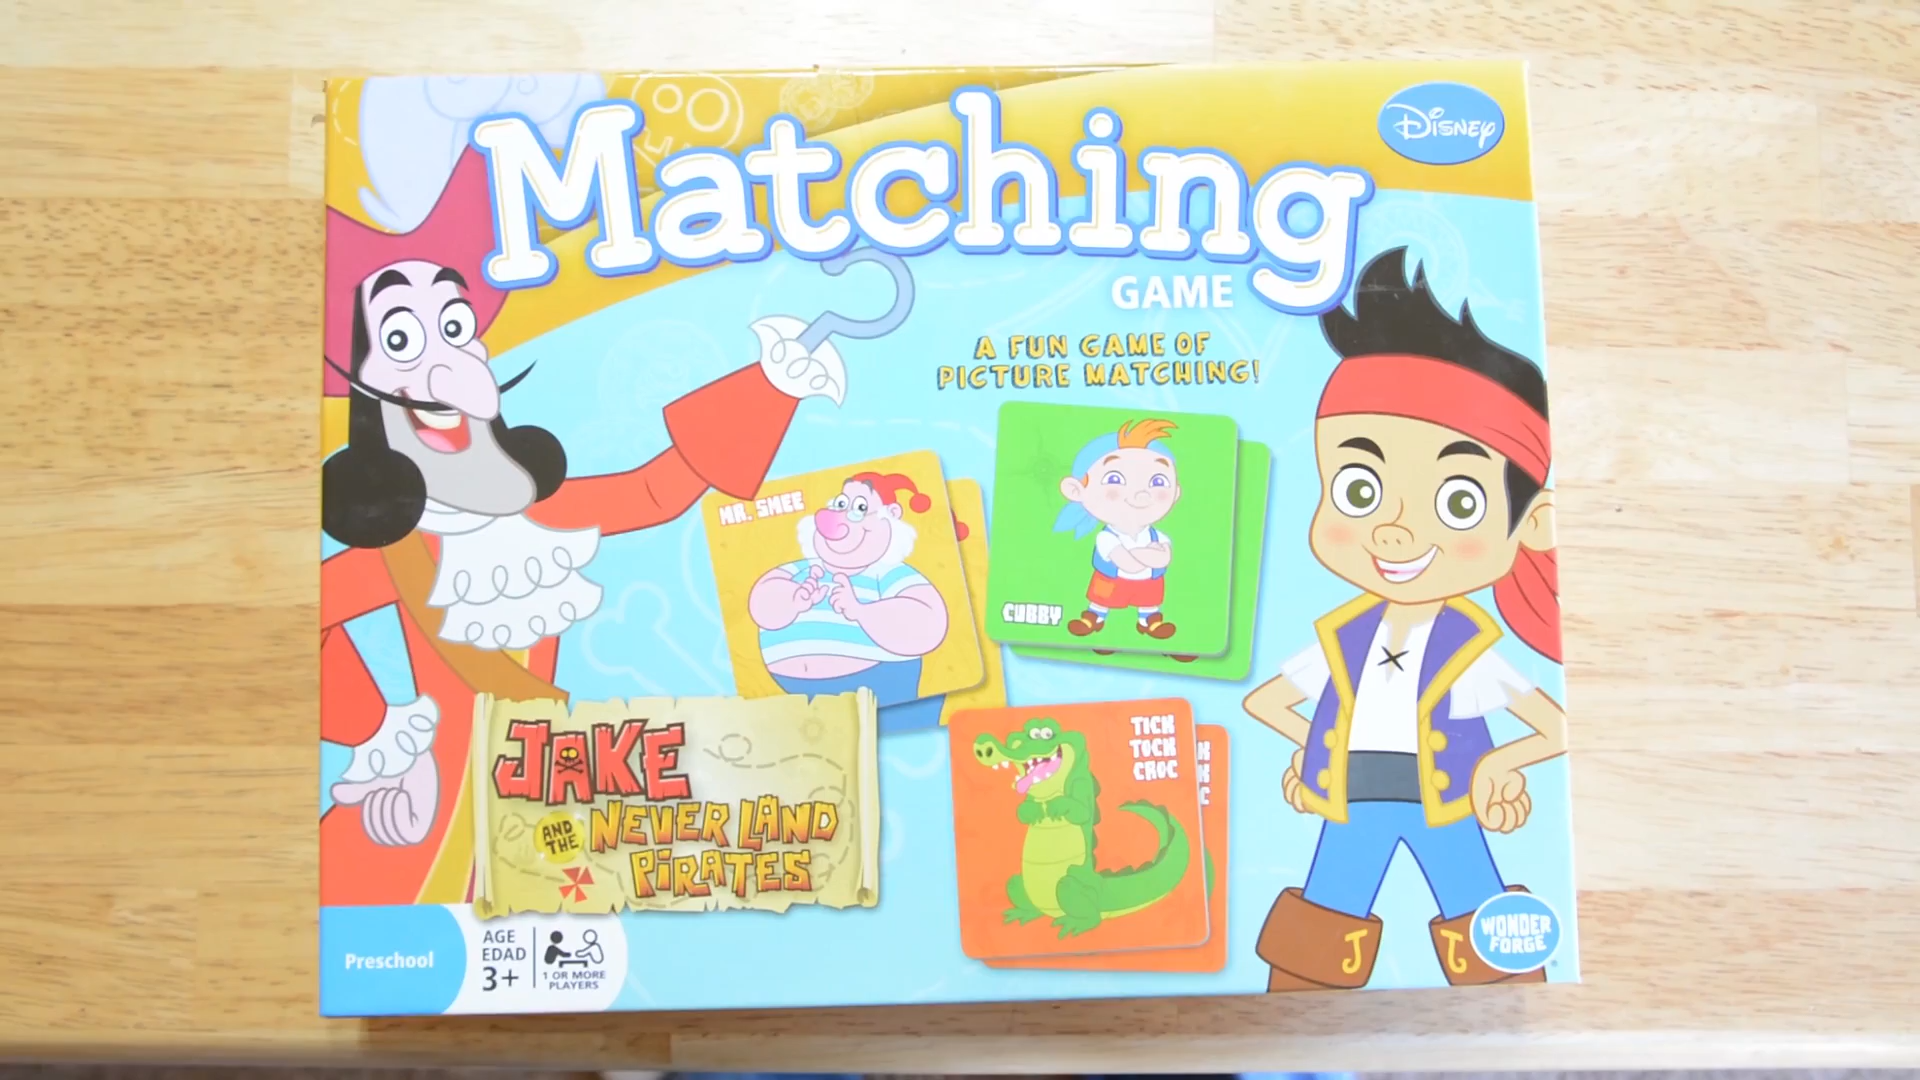 Matching
GAME
DISNEY
A FUN GAME OF
PICTURE MATCHING!
MR. SMEE
CUBBY
TICK
TOCK
CROC
K
K
C
JAKE
AND
THE
NEVER LAND
PIRATES
Preschool
AGE
EDAD
3+
1 OR MORE
PLAYERS
J
J
WONDER
FORGE